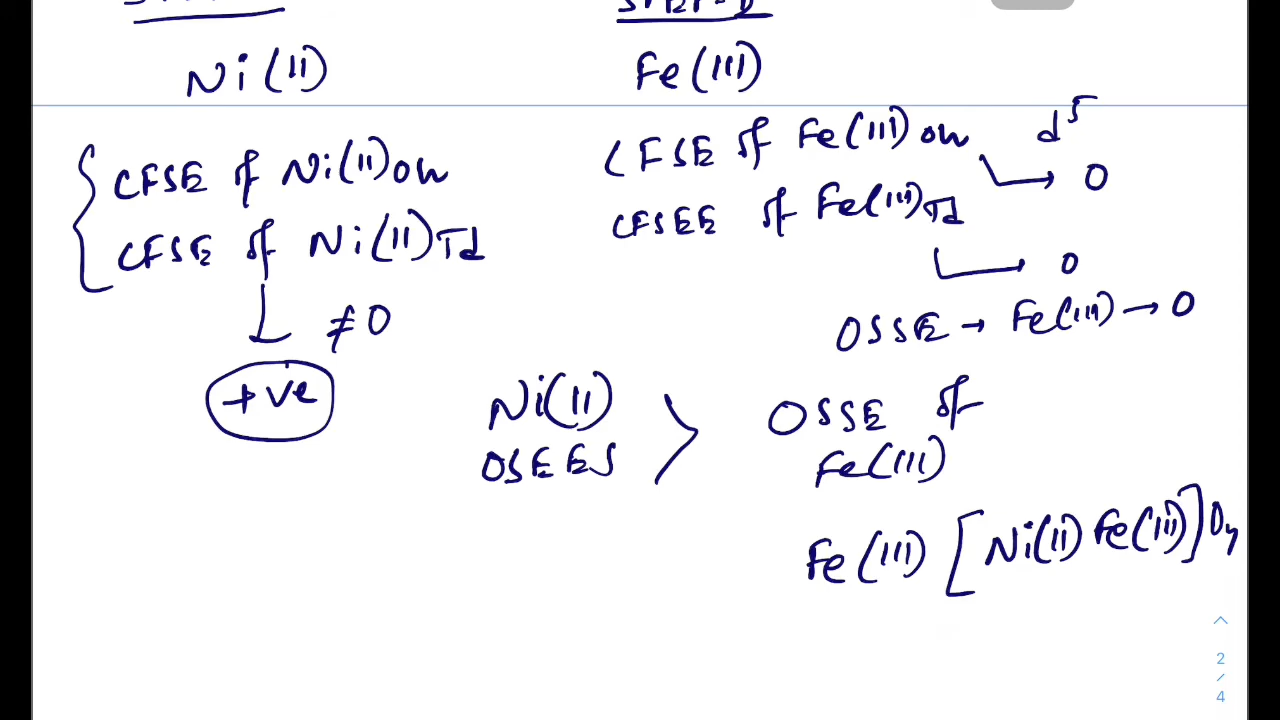 Ni(II)
Fe(III)
CFSE of Ni(II) oh
CFSE of Ni(II) Td
≠0
+ve
CFSE of Fe(III) oh
d⁵
0
CFSEE of Fe(III) Td
0
OSSE → Fe(III) → 0
Ni(II) > OSSE of
OSEES Fe(III)
Fe(III) [Ni(II) Fe(III)]O₄
2
/
4